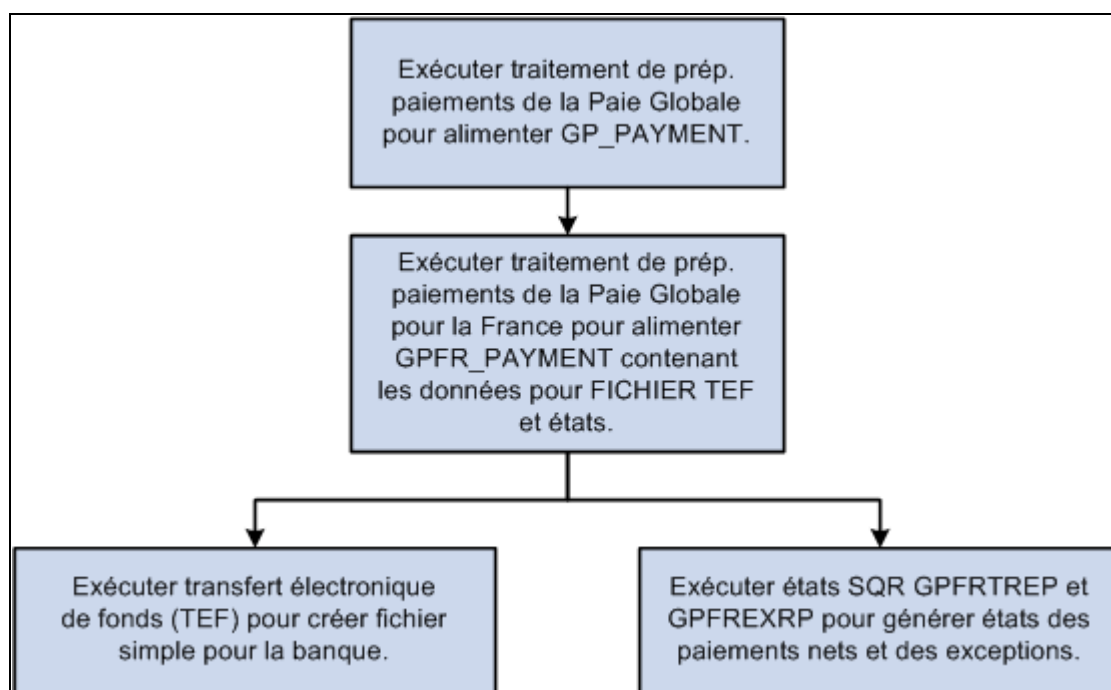 Exécuter traitement de prép.
paiements de la Paie Globale
pour alimenter GP_PAYMENT.
Exécuter traitement de prép.
paiements de la Paie Globale
pour la France pour alimenter
GPFR_PAYMENT contenant
les données pour FICHIER TEF
et états.
Exécuter transfert électronique
de fonds (TEF) pour créer fichier
simple pour la banque.
Exécuter états SQR GPFRTREP et
GPFREXRP pour générer états des
paiements nets et des exceptions.